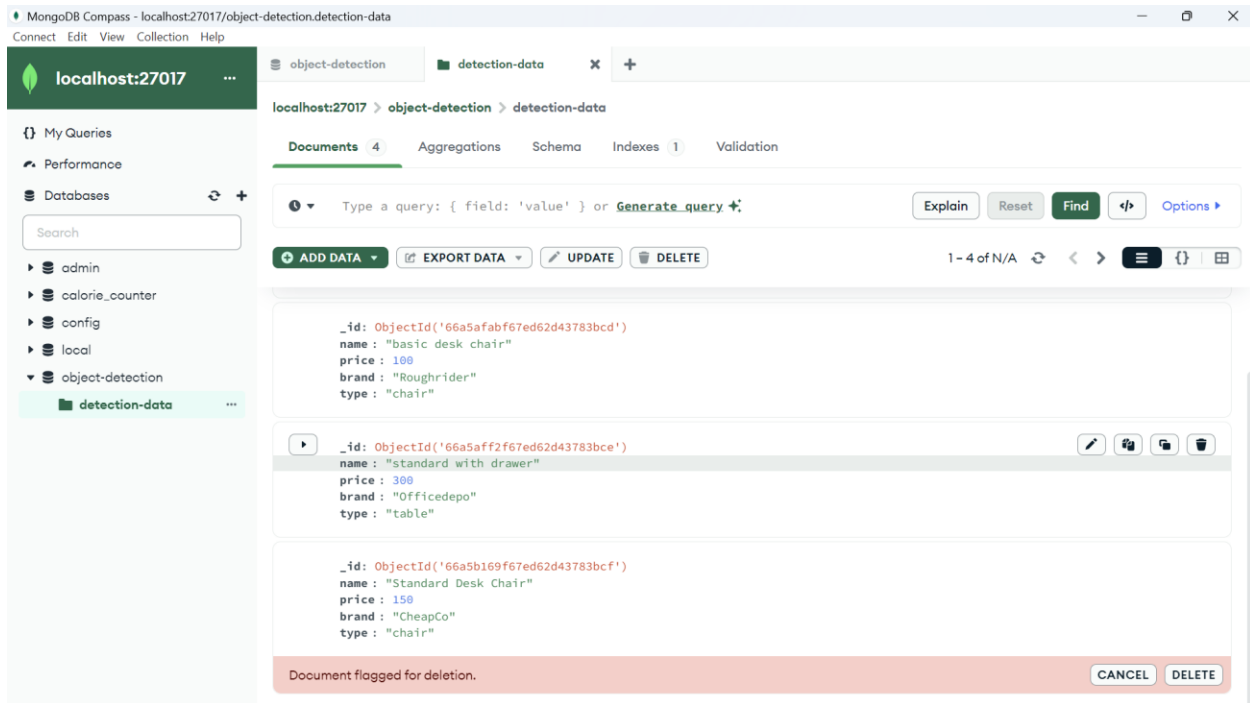 MongoDB Compass - localhost:27017/object-detection.detection-data
Connect Edit View Collection Help
localhost:27017 ...
{} My Queries
Performance
Databases
Search
admin
calorie_counter
config
local
object-detection
detection-data ...
object-detection
detection-data
localhost:27017 > object-detection > detection-data
Documents 4 Aggregations Schema Indexes 1 Validation
Type a query: { field: 'value' } or Generate query
Explain Reset Find </> Options
ADD DATA EXPORT DATA UPDATE DELETE
1 – 4 of N/A {}
_id: ObjectId('66a5afabf67ed62d43783bcd')
name : "basic desk chair"
price : 100
brand : "Roughrider"
type : "chair"
_id: ObjectId('66a5aff2f67ed62d43783bce')
name : "standard with drawer"
price : 300
brand : "Officedepo"
type : "table"
_id: ObjectId('66a5b169f67ed62d43783bcf')
name : "Standard Desk Chair"
price : 150
brand : "CheapCo"
type : "chair"
Document flagged for deletion. CANCEL DELETE